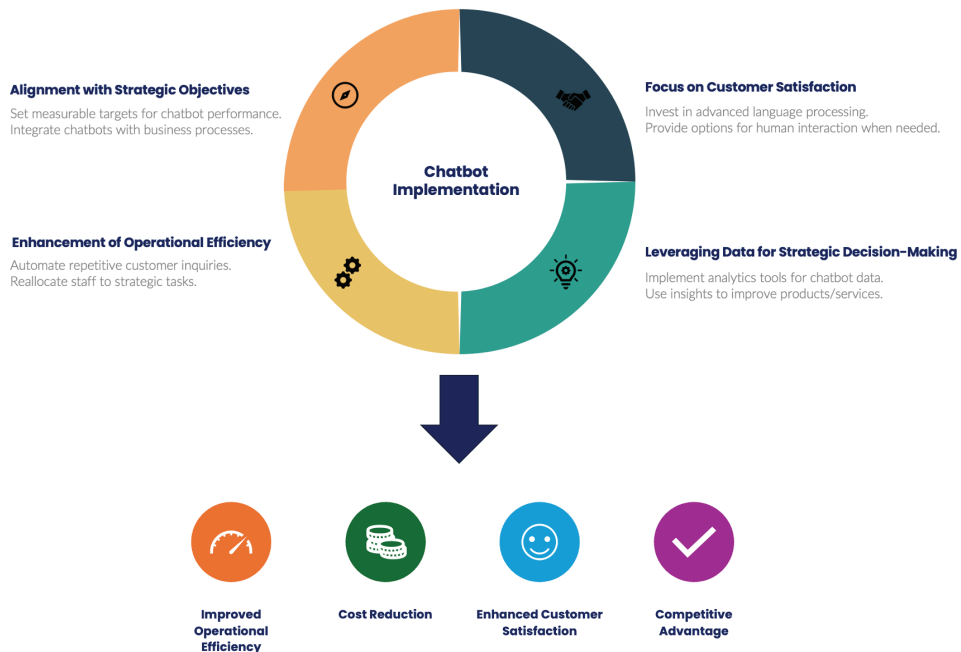 Alignment with Strategic Objectives
Set measurable targets for chatbot performance.
Integrate chatbots with business processes.
Focus on Customer Satisfaction
Invest in advanced language processing.
Provide options for human interaction when needed.
Chatbot
Implementation
Enhancement of Operational Efficiency
Automate repetitive customer inquiries.
Reallocate staff to strategic tasks.
Leveraging Data for Strategic Decision-Making
Implement analytics tools for chatbot data.
Use insights to improve products/services.
Improved
Operational
Efficiency
Cost Reduction
Enhanced Customer
Satisfaction
Competitive
Advantage